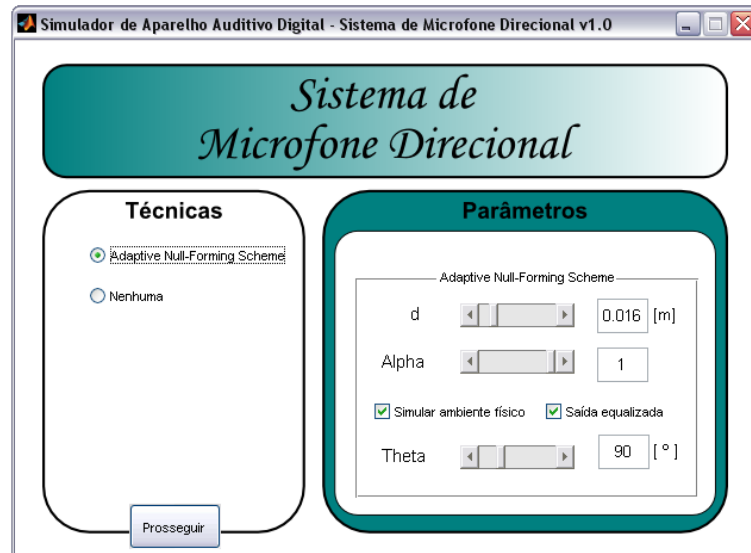 Simulador de Aparelho Auditivo Digital - Sistema de Microfone Direcional v1.0
Sistema de
Microfone Direcional
Técnicas
Adaptive Null-Forming Scheme
Nenhuma
Prosseguir
Parâmetros
Adaptive Null-Forming Scheme
d 0.016 [m]
Alpha 1
Simular ambiente físico Saída equalizada
Theta 90 [ º ]